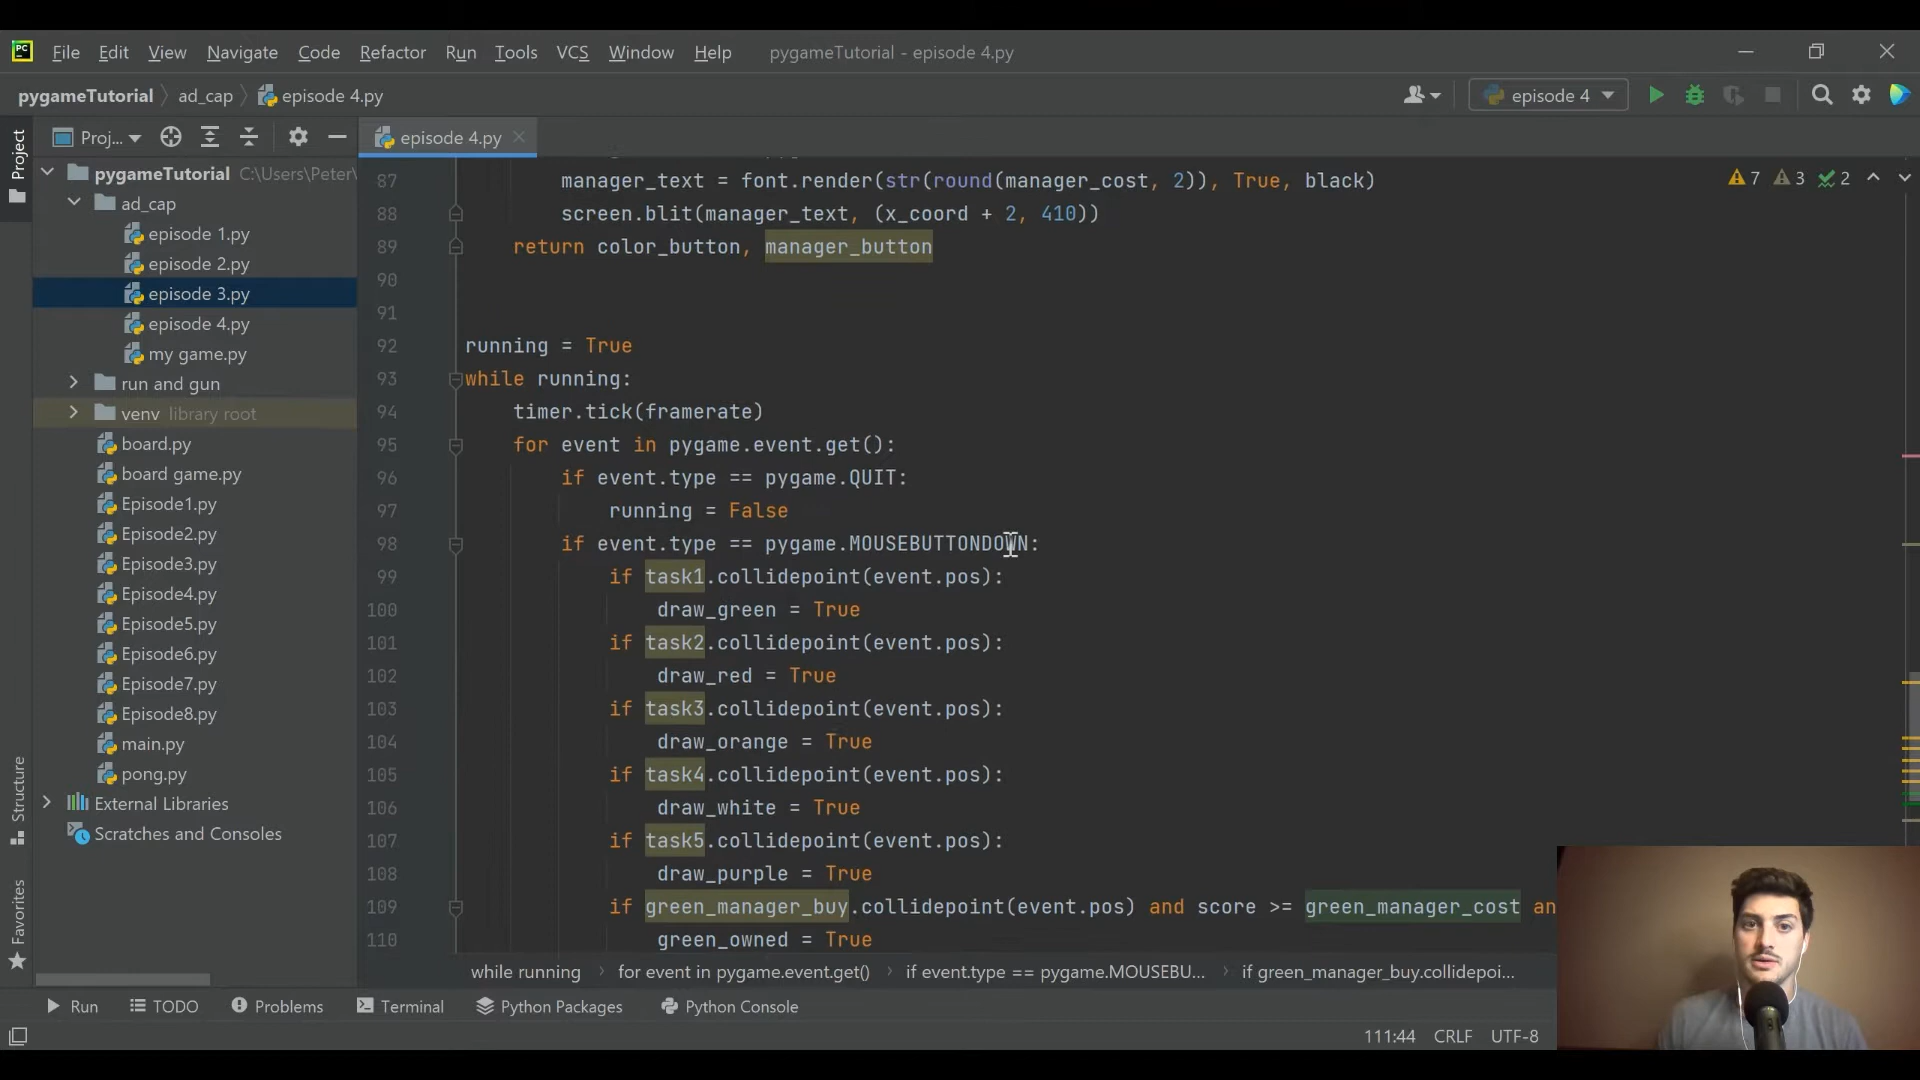 PC File Edit View Navigate Code Refactor Run Tools VCS Window Help pygameTutorial - episode 4.py
pygameTutorial ad_cap episode 4.py episode 4
Project Proj... episode 4.py
pygameTutorial C:\Users\Peter\
ad_cap
episode 1.py
episode 2.py
episode 3.py
episode 4.py
my game.py
run and gun
venv library root
board.py
board game.py
Episode1.py
Episode2.py
Episode3.py
Episode4.py
Episode5.py
Episode6.py
Episode7.py
Episode8.py
main.py
pong.py
External Libraries
Scratches and Consoles
Structure
Favorites
7 3 2
87 manager_text = font.render(str(round(manager_cost, 2)), True, black)
88 screen.blit(manager_text, (x_coord + 2, 410))
89 return color_button, manager_button
90
91
92 running = True
93 while running:
94 timer.tick(framerate)
95 for event in pygame.event.get():
96 if event.type == pygame.QUIT:
97 running = False
98 if event.type == pygame.MOUSEBUTTONDOWN:
99 if task1.collidepoint(event.pos):
100 draw_green = True
101 if task2.collidepoint(event.pos):
102 draw_red = True
103 if task3.collidepoint(event.pos):
104 draw_orange = True
105 if task4.collidepoint(event.pos):
106 draw_white = True
107 if task5.collidepoint(event.pos):
108 draw_purple = True
109 if green_manager_buy.collidepoint(event.pos) and score >= green_manager_cost an
110 green_owned = True
while running for event in pygame.event.get() if event.type == pygame.MOUSEBU... if green_manager_buy.collidepoi...
Run TODO Problems Terminal Python Packages Python Console
111:44 CRLF UTF-8